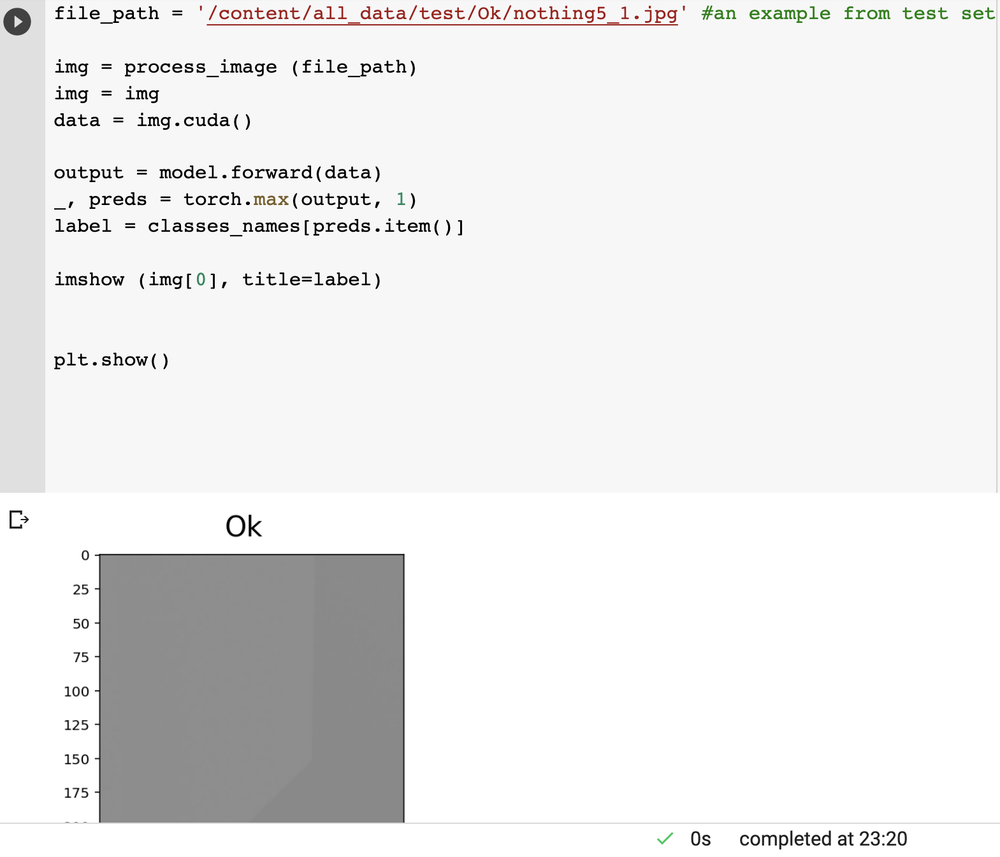 file_path = '/content/all_data/test/Ok/nothing5_1.jpg' #an example from test set
img = process_image (file_path)
img = img
data = img.cuda()
output = model.forward(data)
_, preds = torch.max(output, 1)
label = classes_names[preds.item()]
imshow (img[0], title=label)
plt.show()
Ok
0
25
50
75
100
125
150
175
0s completed at 23:20